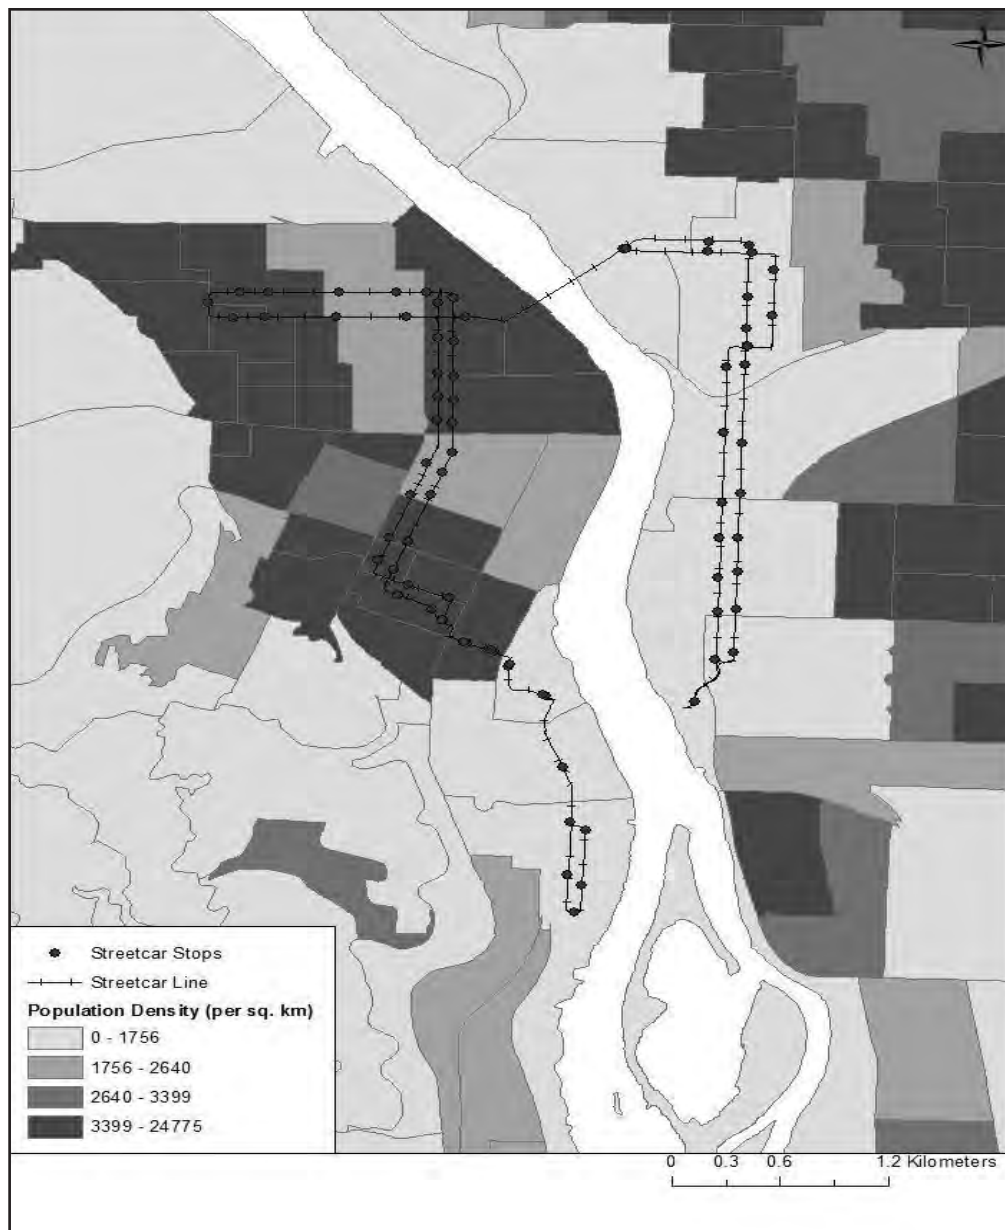 Streetcar Stops
Streetcar Line
Population Density (per sq. km)
0 - 1756
1756 - 2640
2640 - 3399
3399 - 24775
0 0.3 0.6 1.2 Kilometers